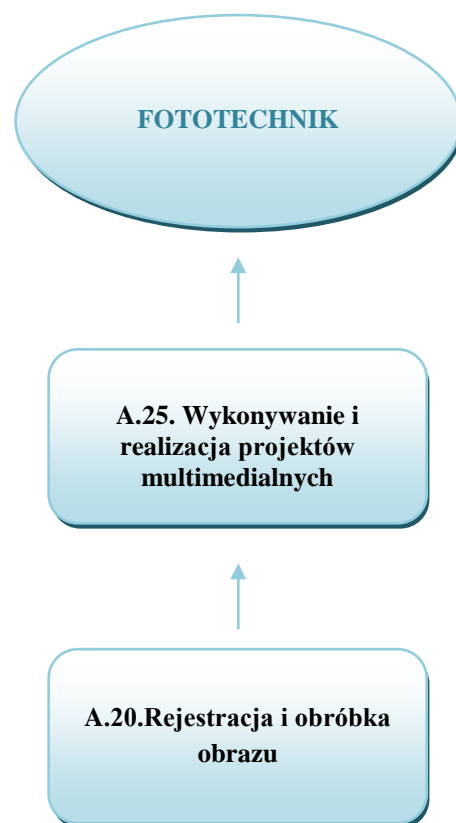 FOTOTECHNIK
A.25. Wykonywanie i
realizacja projektów
multimedialnych
A.20.Rejestracja i obróbka
obrazu